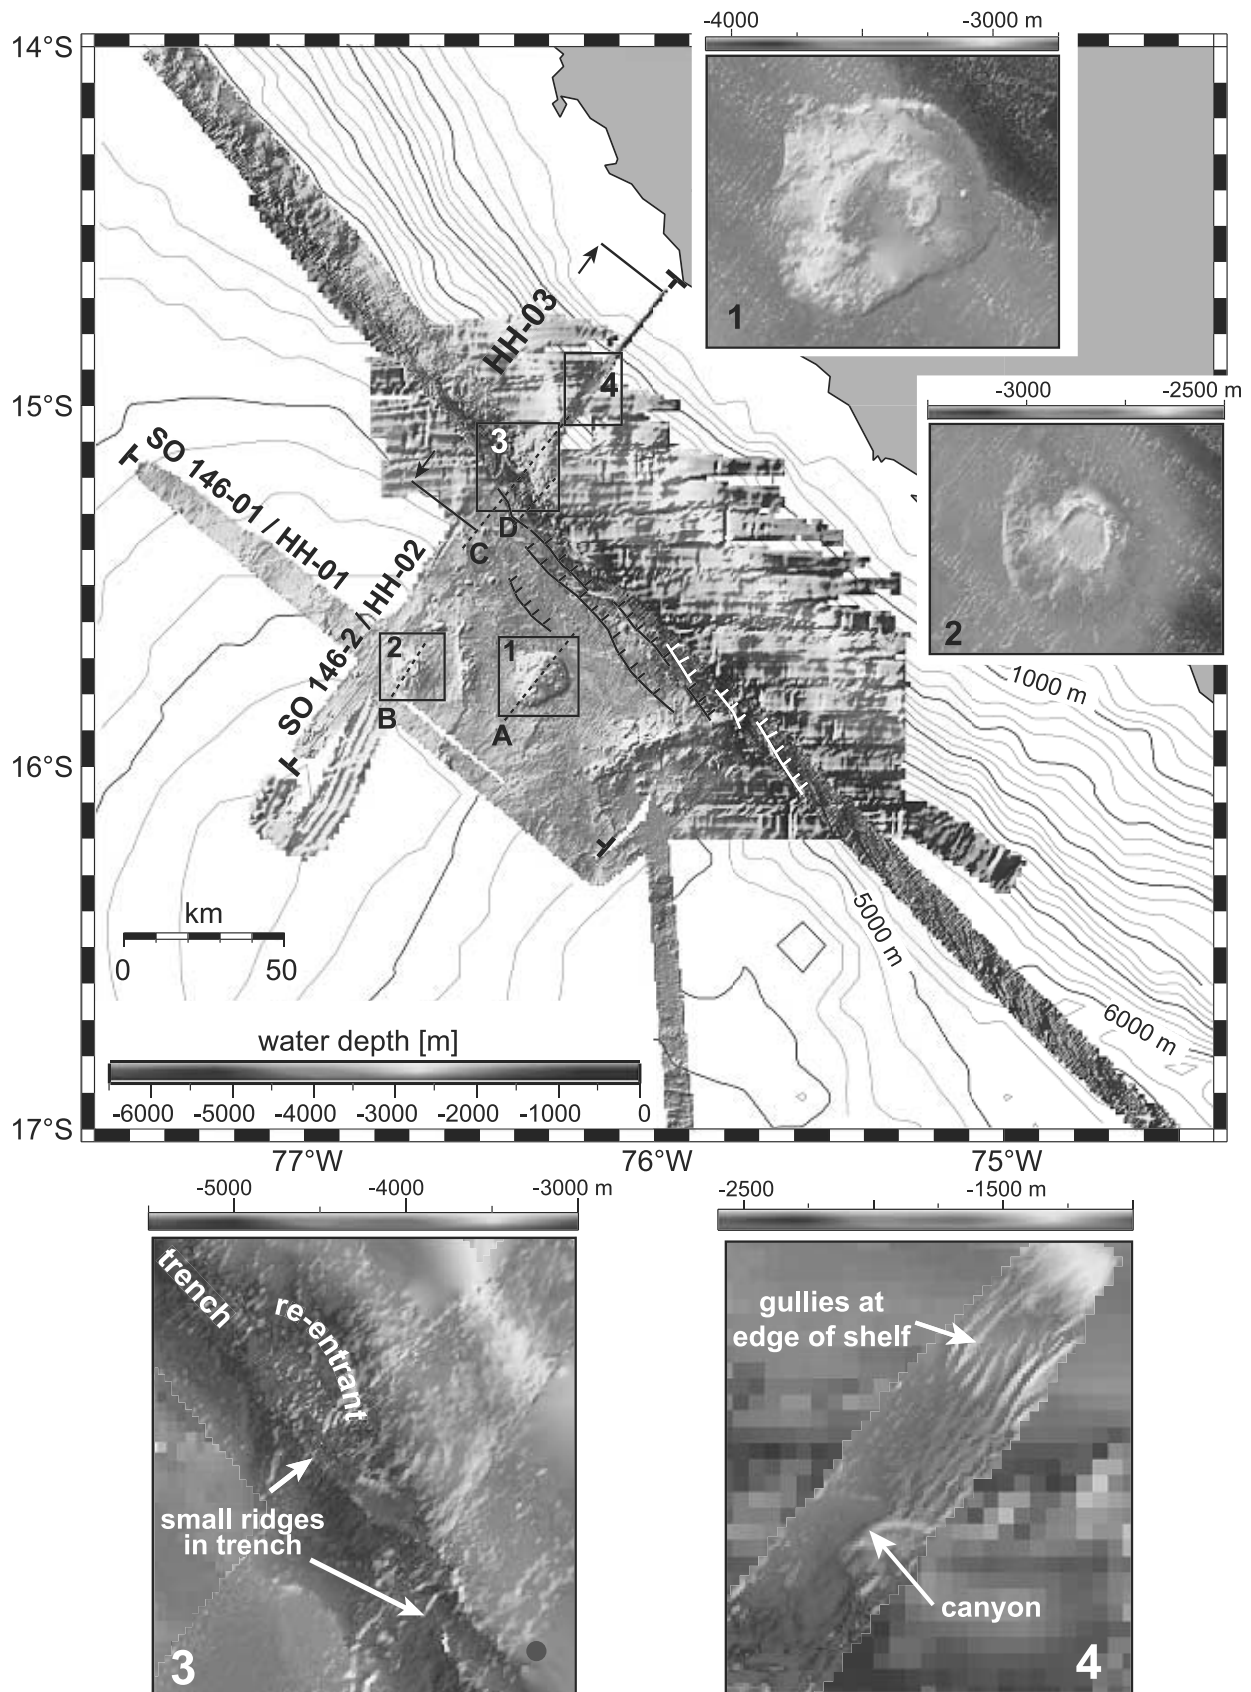 -4000 -3000 m
14°S
1
HH-03
4
15°S
3
-3000 -2500 m
2
SO 146-01 / HH-01
SO 146-2 / HH-02
C
D
2
1
B
A
1000 m
16°S
5000 m
6000 m
km
0 50
water depth [m]
-6000 -5000 -4000 -3000 -2000 -1000 0
17°S
77°W 76°W 75°W
-5000 -4000 -3000 m
trench
re-entrant
small ridges
in trench
3
-2500 -1500 m
gullies at
edge of shelf
canyon
4